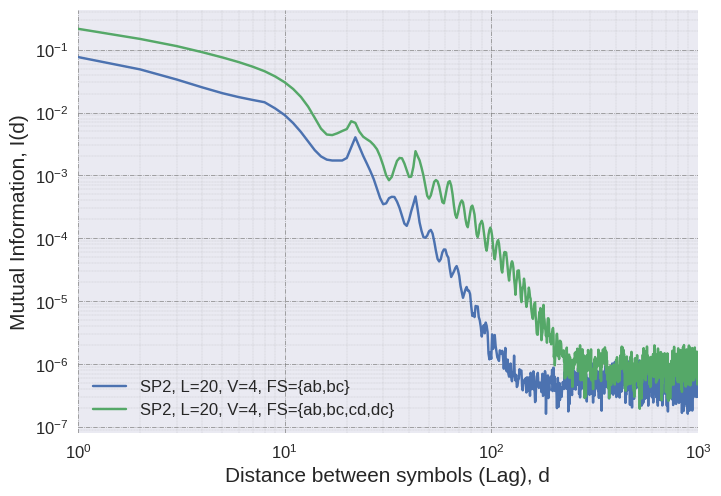 10⁻¹
10⁻²
10⁻³
10⁻⁴
10⁻⁵
10⁻⁶
10⁻⁷
Mutual Information, I(d)
SP2, L=20, V=4, FS={ab,bc}
SP2, L=20, V=4, FS={ab,bc,cd,dc}
10⁰ 10¹ 10² 10³
Distance between symbols (Lag), d